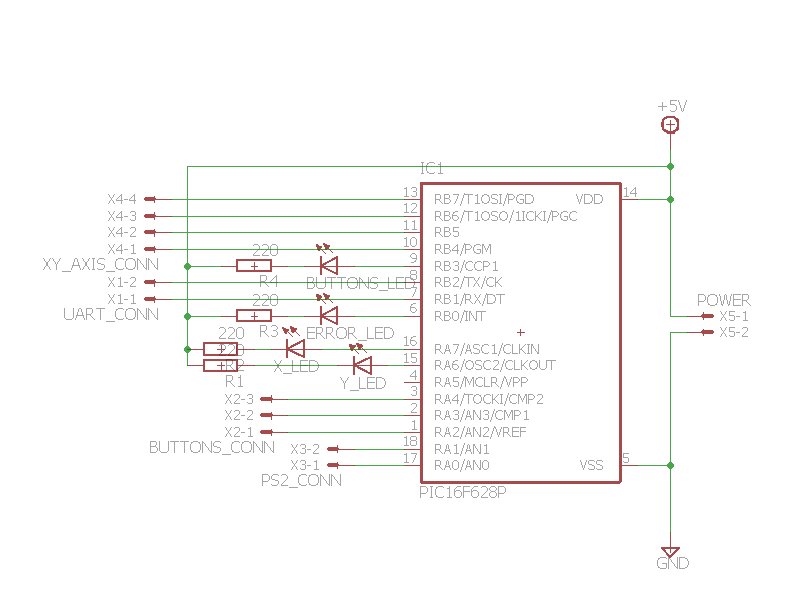 +5V
IC1
X4-4 13 RB7/T1OSI/PGD VDD 14
X4-3 12 RB6/T1OSO/1ICKI/PGC
X4-2 11 RB5
X4-1 10 RB4/PGM
220
XY_AXIS_CONN 9 RB3/CCP1
R4 BUTTONS_LED
X1-2 8 RB2/TX/CK
X1-1 7 RB1/RX/DT
220
POWER
UART_CONN 6 RB0/INT X5-1
R3 ERROR_LED X5-2
220
16 RA7/ASC1/CLKIN
220
R2 X_LED 15 RA6/OSC2/CLKOUT
R1 Y_LED 4 RA5/MCLR/VPP
X2-3 3 RA4/TOCKI/CMP2
X2-2 2 RA3/AN3/CMP1
X2-1 1 RA2/AN2/VREF
BUTTONS_CONN X3-2 18 RA1/AN1
X3-1 17 RA0/AN0 VSS 5
PS2_CONN
PIC16F628P
GND